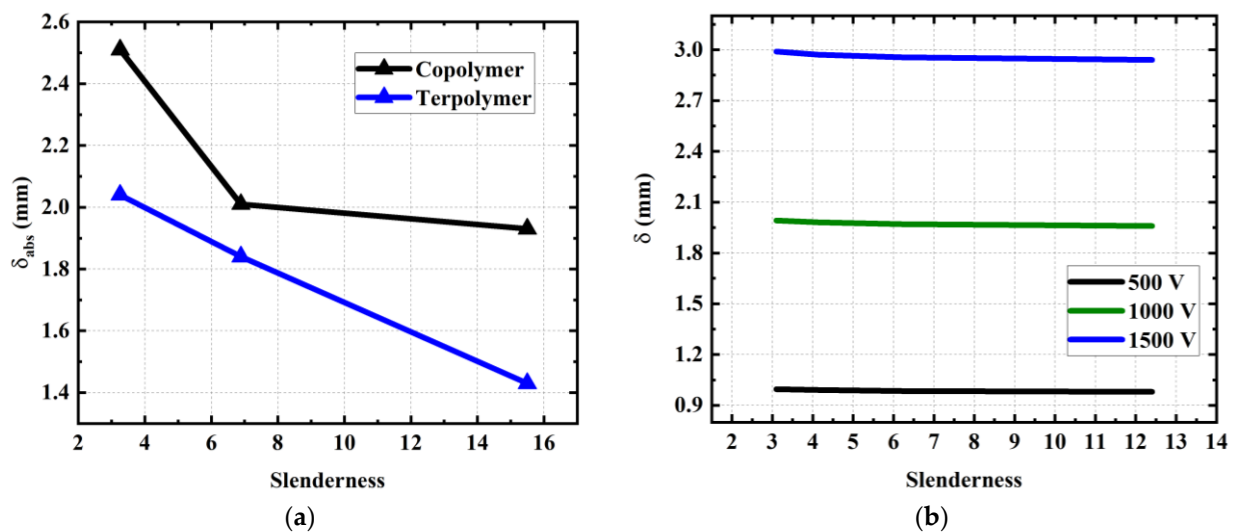 2.6
2.4
2.2
2.0
1.8
1.6
1.4
δabs (mm)
Copolymer
Terpolymer
2 4 6 8 10 12 14 16
Slenderness
(a)
3.0
2.7
2.4
2.1
1.8
1.5
1.2
0.9
δ (mm)
500 V
1000 V
1500 V
2 3 4 5 6 7 8 9 10 11 12 13 14
Slenderness
(b)